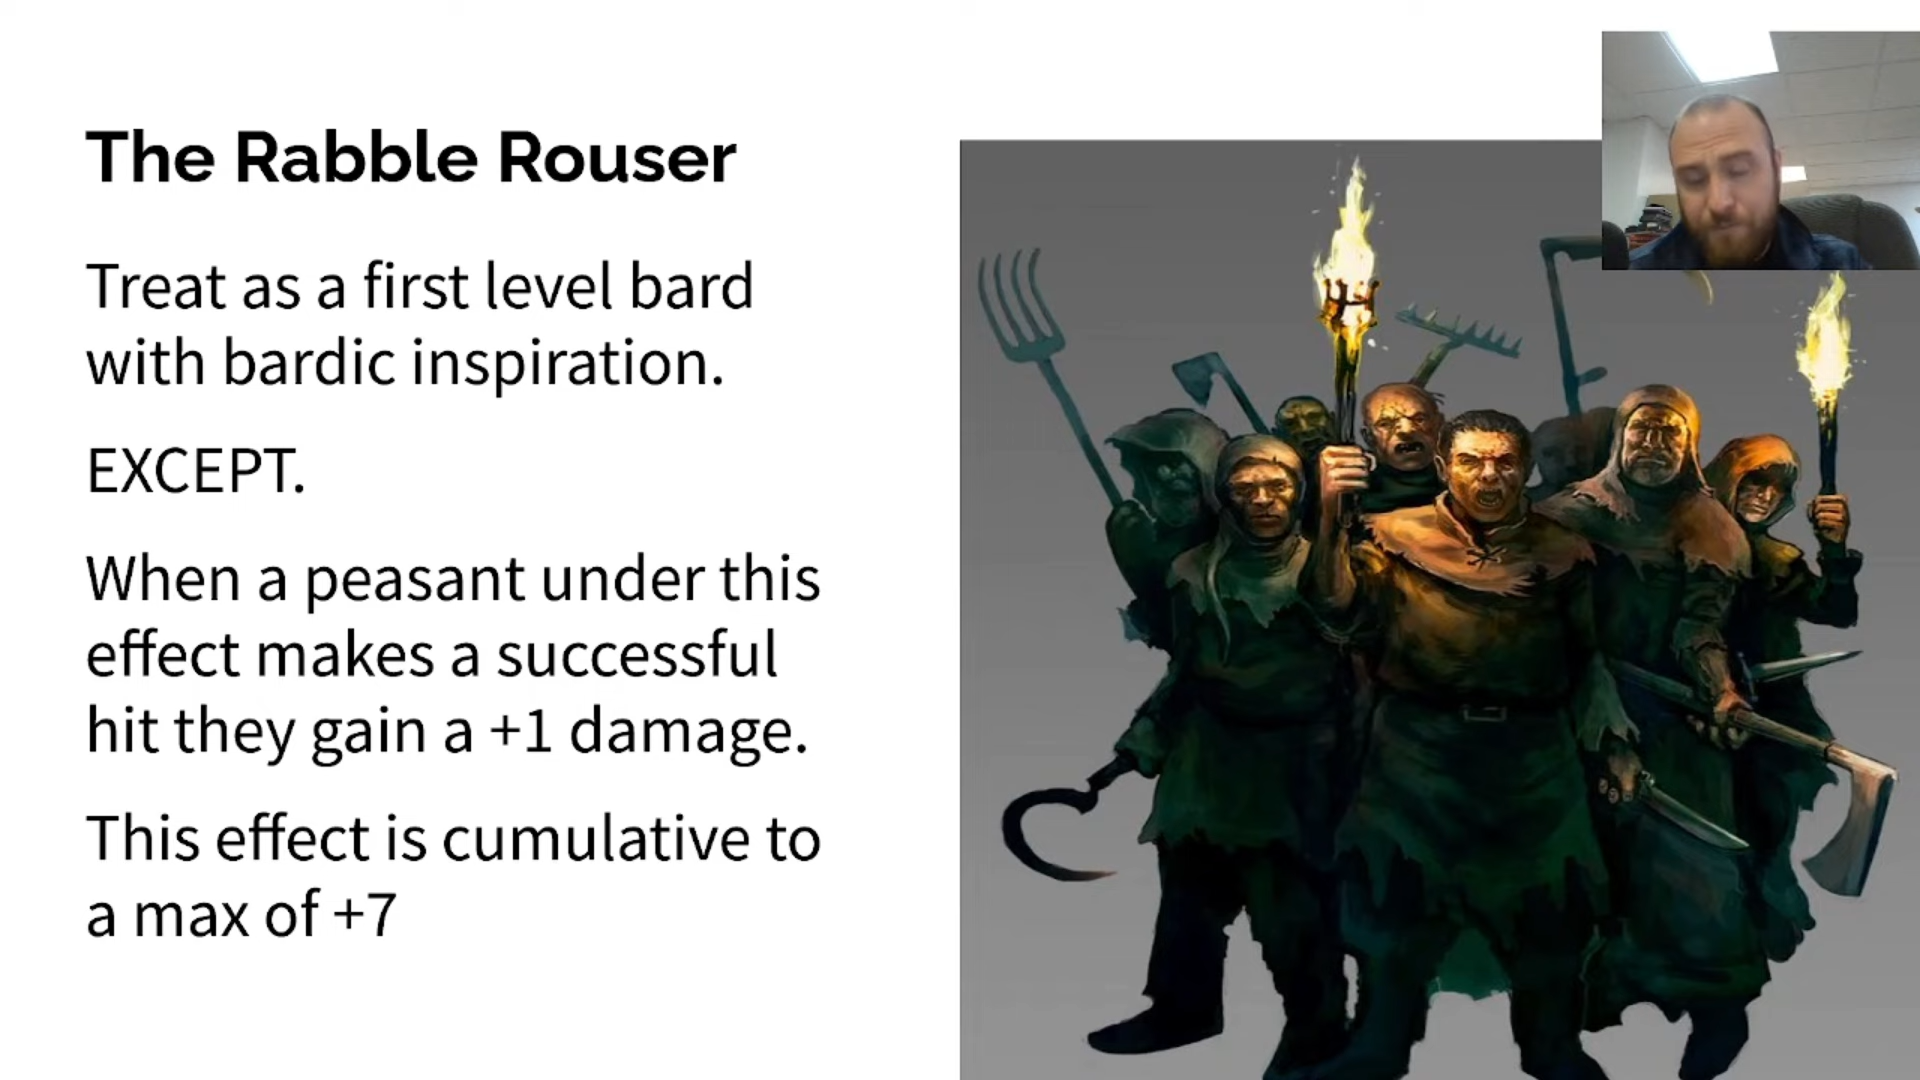 The Rabble Rouser
Treat as a first level bard
with bardic inspiration.
EXCEPT.
When a peasant under this
effect makes a successful
hit they gain a +1 damage.
This effect is cumulative to
a max of +7